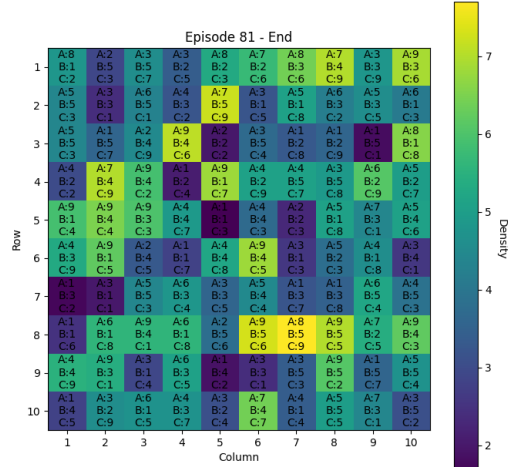 Episode 81 - End
A:8 A:2 A:3 A:3 A:8 A:7 A:8 A:7 A:3 A:9
1 B:1 B:5 B:5 B:2 B:2 B:2 B:3 B:4 B:3 B:3
C:2 C:3 C:7 C:5 C:3 C:6 C:6 C:9 C:9 C:6
A:5 A:3 A:6 A:4 A:7 A:3 A:5 A:6 A:5 A:6
2 B:5 B:3 B:5 B:3 B:5 B:1 B:1 B:5 B:3 B:3
C:3 C:1 C:1 C:2 C:9 C:5 C:8 C:2 C:5 C:1
A:5 A:1 A:2 A:9 A:2 A:3 A:1 A:1 A:1 A:8
3 B:5 B:5 B:4 B:4 B:2 B:5 B:2 B:2 B:5 B:1
C:3 C:7 C:9 C:6 C:2 C:4 C:8 C:9 C:1 C:8
A:4 A:7 A:9 A:1 A:9 A:4 A:4 A:3 A:6 A:5
4 B:2 B:4 B:4 B:2 B:1 B:2 B:5 B:5 B:2 B:2
C:2 C:9 C:2 C:4 C:7 C:9 C:7 C:8 C:9 C:7
A:9 A:9 A:9 A:4 A:1 A:4 A:2 A:5 A:7 A:5
5 B:1 B:4 B:3 B:4 B:1 B:4 B:2 B:1 B:3 B:4
C:4 C:4 C:3 C:7 C:3 C:3 C:3 C:8 C:1 C:6
A:4 A:9 A:2 A:1 A:4 A:9 A:3 A:3 A:4 A:3
6 B:3 B:1 B:4 B:1 B:4 B:4 B:1 B:2 B:1 B:4
C:9 C:5 C:5 C:7 C:8 C:5 C:3 C:3 C:8 C:1
A:1 A:3 A:5 A:6 A:3 A:5 A:4 A:1 A:6 A:4
7 B:3 B:1 B:5 B:3 B:3 B:4 B:3 B:1 B:5 B:3
C:2 C:1 C:3 C:4 C:5 C:3 C:7 C:8 C:4 C:3
A:1 A:6 A:9 A:6 A:2 A:9 A:8 A:9 A:7 A:9
8 B:1 B:1 B:4 B:1 B:5 B:5 B:5 B:5 B:2 B:4
C:6 C:8 C:1 C:8 C:6 C:6 C:9 C:5 C:5 C:3
A:4 A:9 A:3 A:6 A:1 A:3 A:3 A:9 A:1 A:5
9 B:4 B:4 B:1 B:1 B:4 B:3 B:5 B:5 B:5 B:5
C:9 C:1 C:4 C:5 C:2 C:1 C:3 C:2 C:7 C:4
A:1 A:3 A:6 A:4 A:3 A:7 A:4 A:5 A:7 A:3
10 B:4 B:2 B:1 B:3 B:2 B:4 B:1 B:4 B:3 B:5
C:5 C:9 C:5 C:7 C:4 C:7 C:4 C:5 C:1 C:2
1 2 3 4 5 6 7 8 9 10
Column
Row
7
6
5
4
3
2
Density